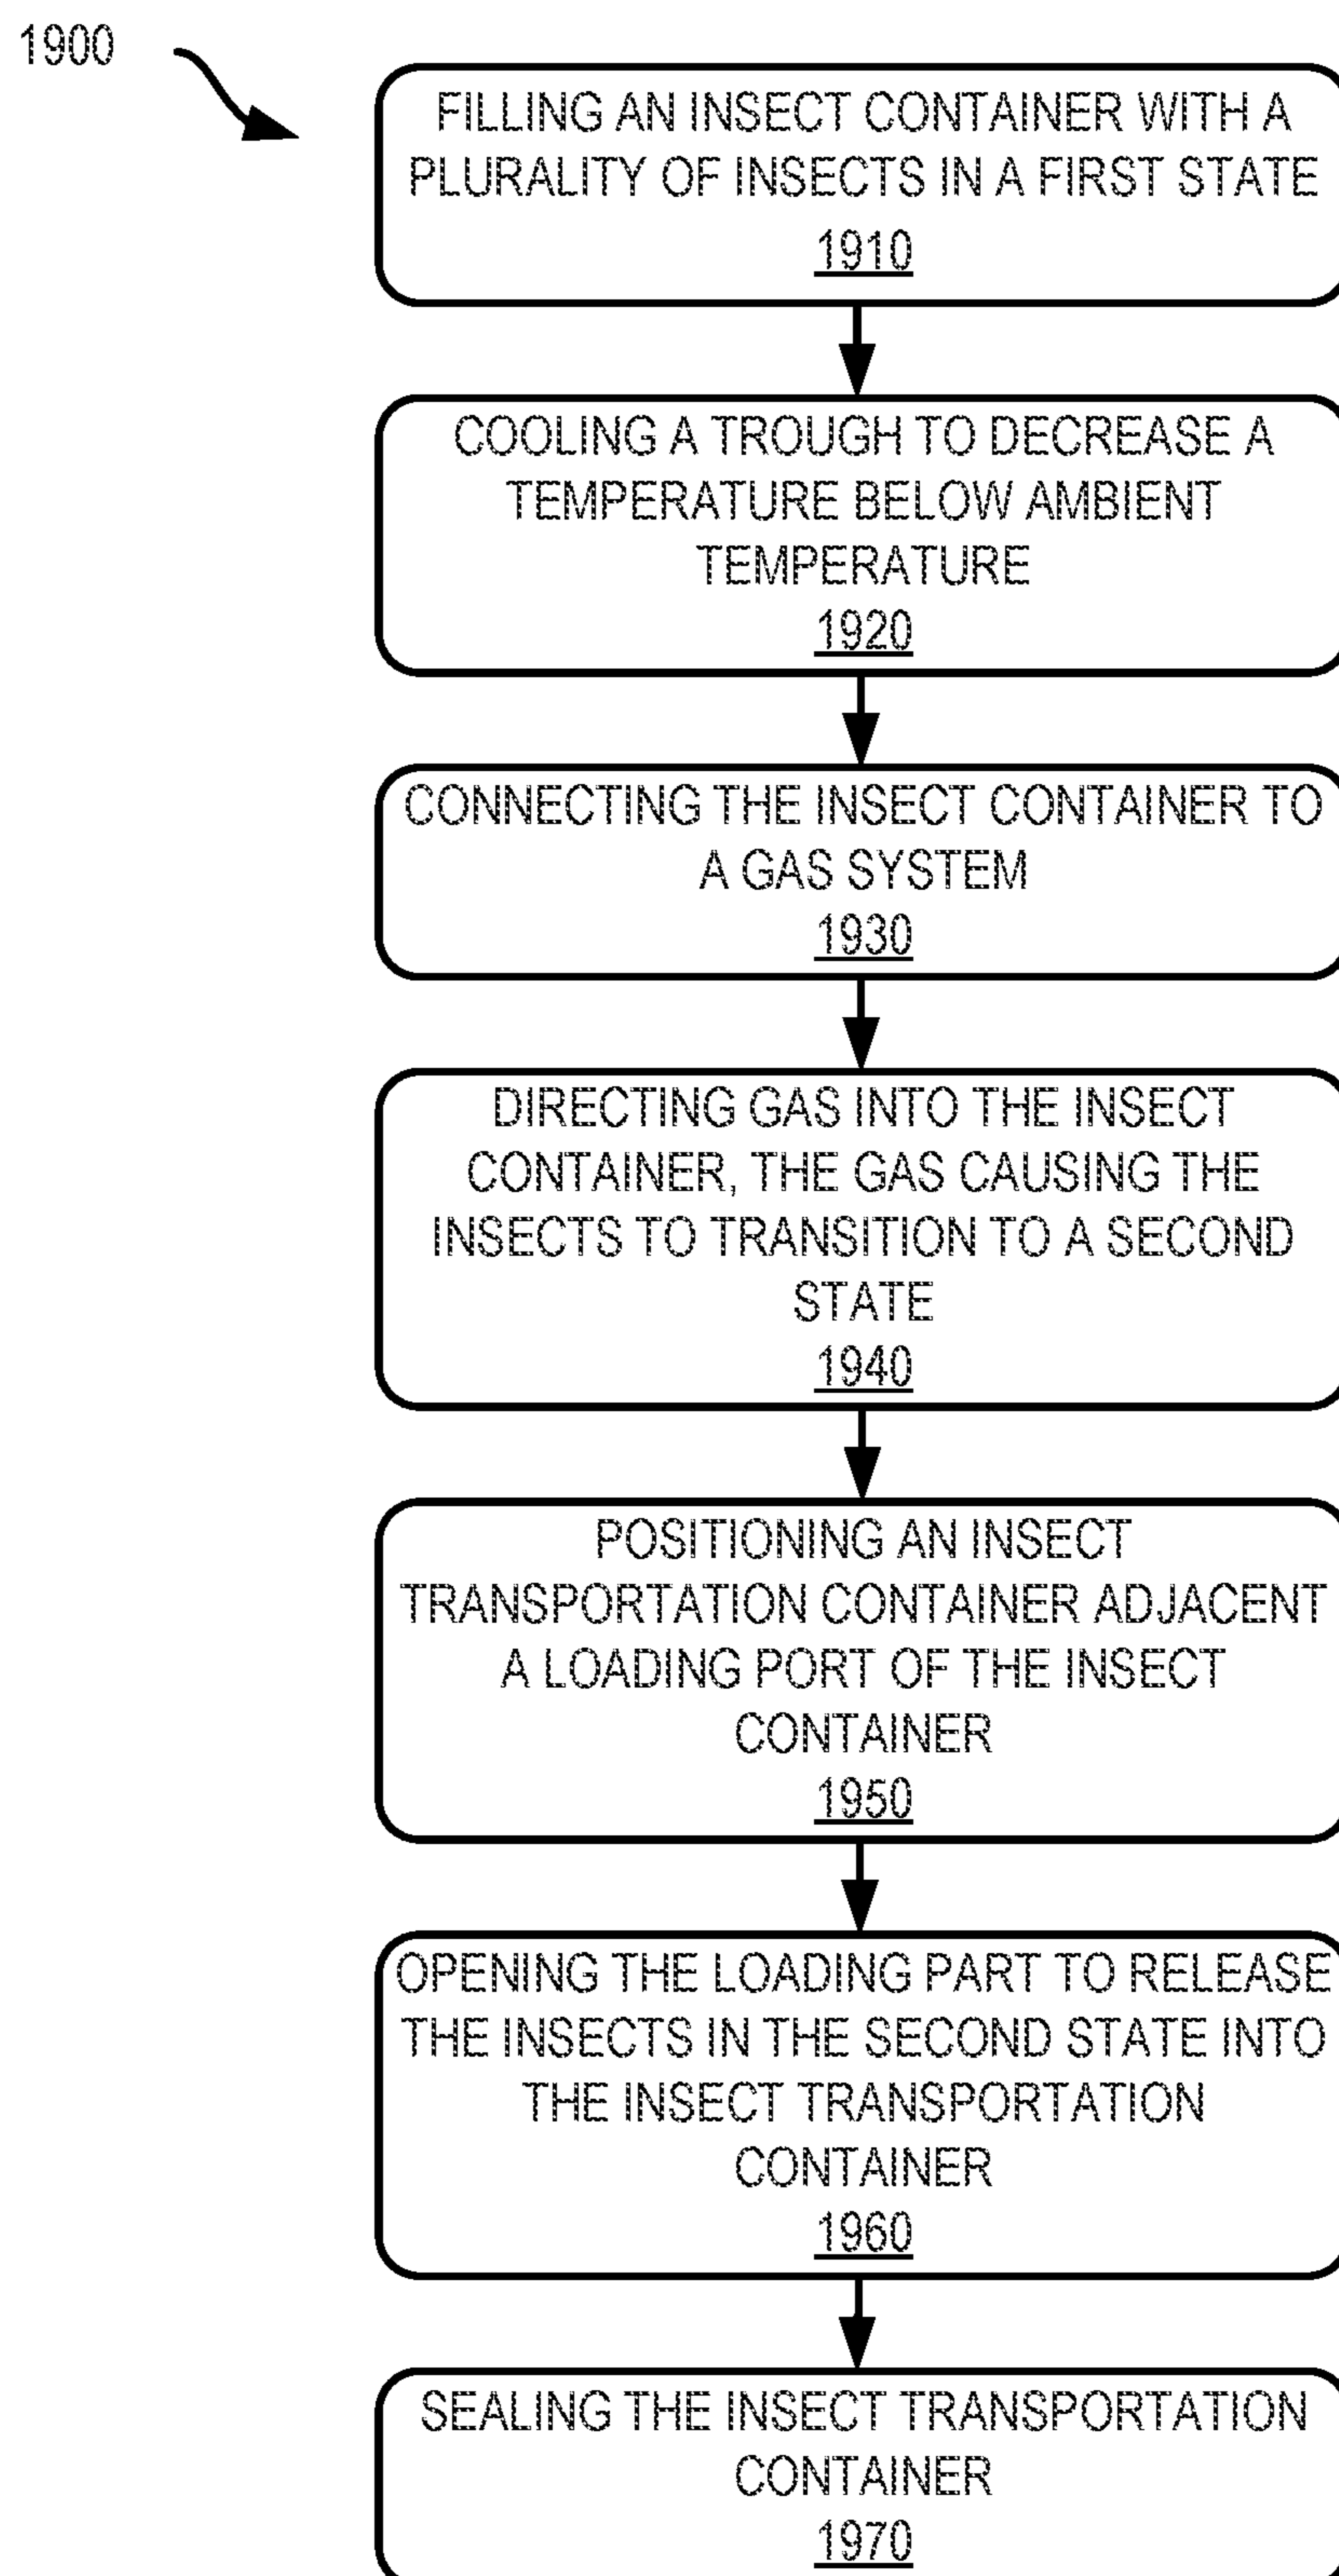 1900
FILLING AN INSECT CONTAINER WITH A
PLURALITY OF INSECTS IN A FIRST STATE
1910
COOLING A TROUGH TO DECREASE A
TEMPERATURE BELOW AMBIENT
TEMPERATURE
1920
CONNECTING THE INSECT CONTAINER TO
A GAS SYSTEM
1930
DIRECTING GAS INTO THE INSECT
CONTAINER, THE GAS CAUSING THE
INSECTS TO TRANSITION TO A SECOND
STATE
1940
POSITIONING AN INSECT
TRANSPORTATION CONTAINER ADJACENT
A LOADING PORT OF THE INSECT
CONTAINER
1950
OPENING THE LOADING PART TO RELEASE
THE INSECTS IN THE SECOND STATE INTO
THE INSECT TRANSPORTATION
CONTAINER
1960
SEALING THE INSECT TRANSPORTATION
CONTAINER
1970